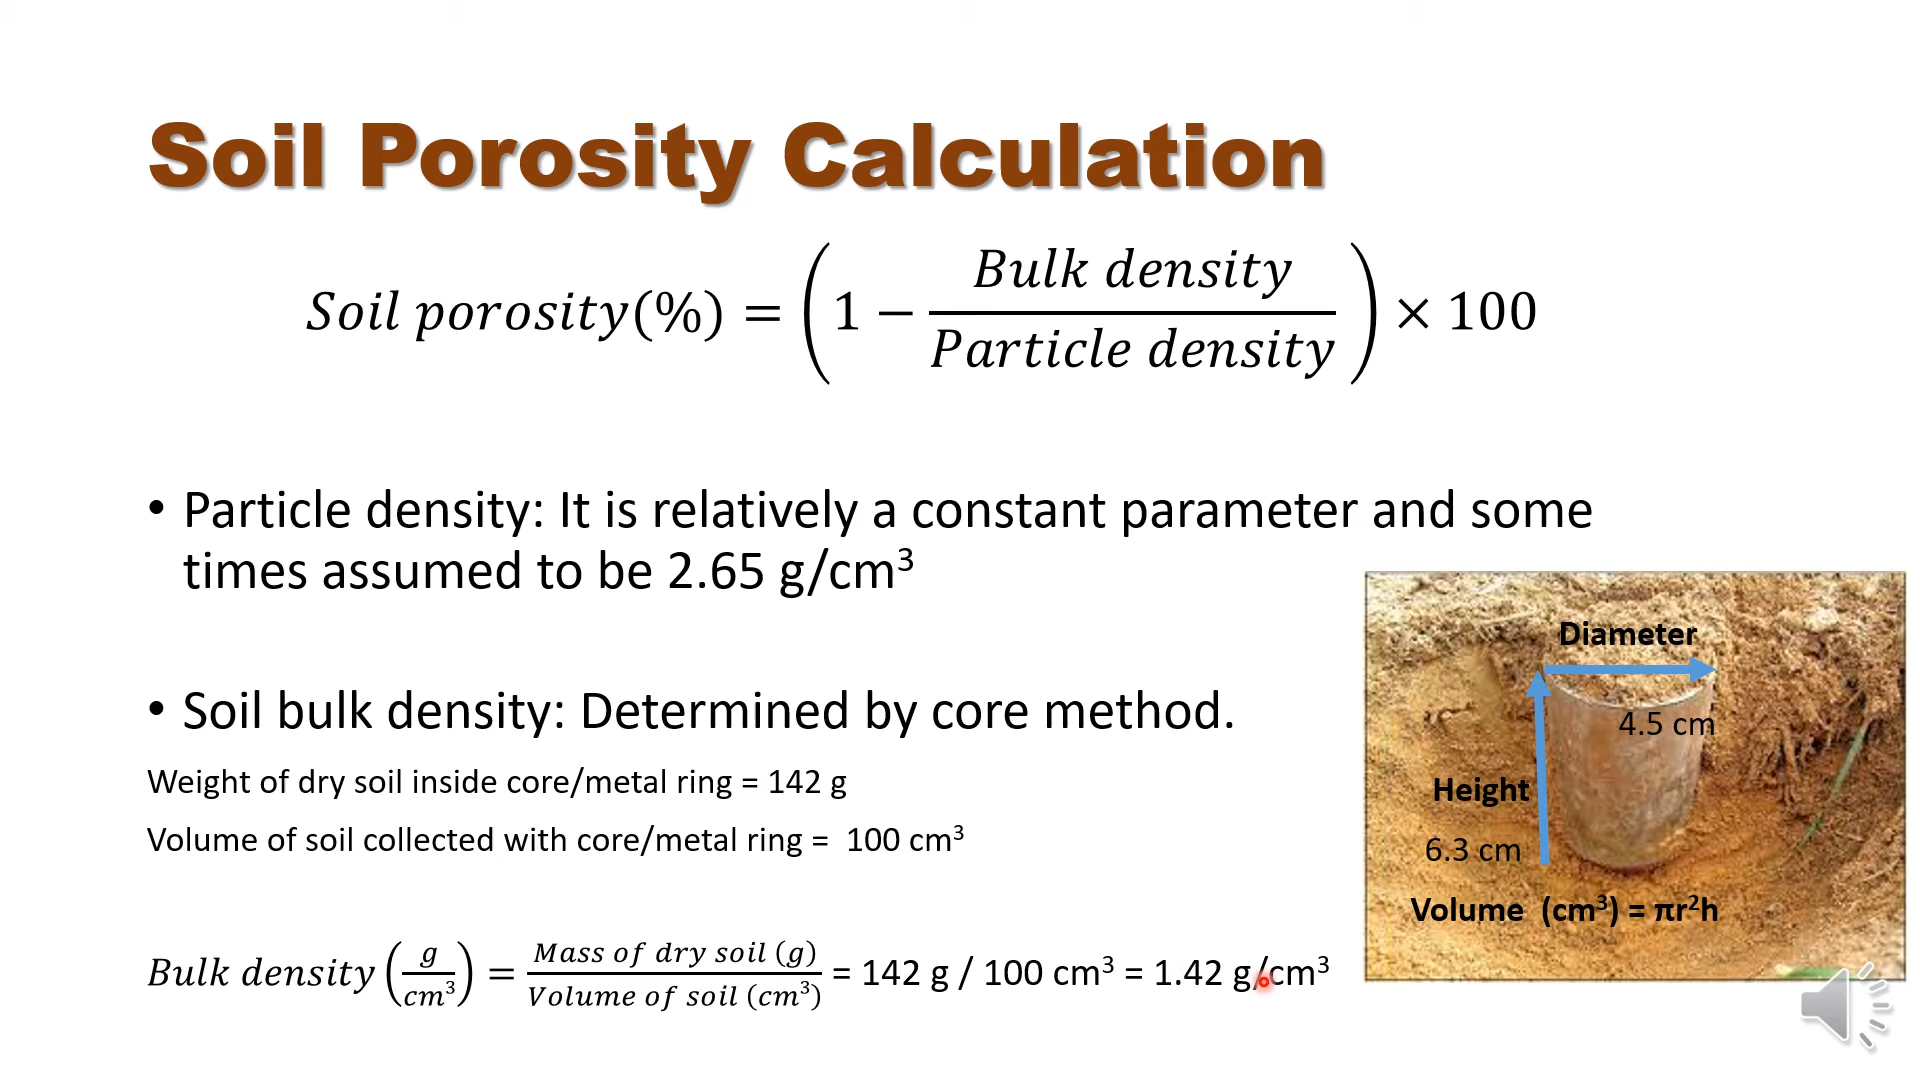 Soil Porosity Calculation
Soil porosity(%) = (1 − Bulk density / Particle density) × 100
• Particle density: It is relatively a constant parameter and some
times assumed to be 2.65 g/cm³
• Soil bulk density: Determined by core method.
Weight of dry soil inside core/metal ring = 142 g
Volume of soil collected with core/metal ring = 100 cm³
Bulk density (g/cm³) = Mass of dry soil (g) / Volume of soil (cm³) = 142 g / 100 cm³ = 1.42 g/cm³
Diameter
4.5 cm
Height
6.3 cm
Volume (cm³) = πr²h